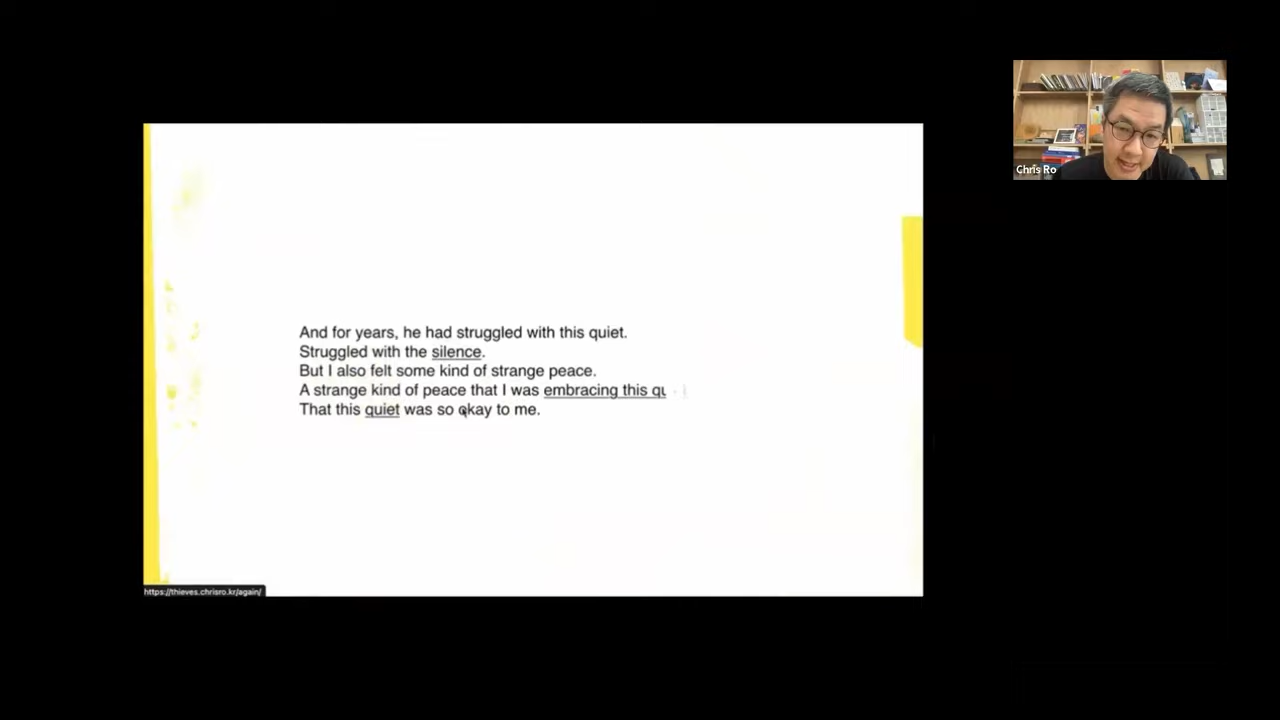 And for years, he had struggled with this quiet.
Struggled with the silence.
But I also felt some kind of strange peace.
A strange kind of peace that I was embracing this qu
That this quiet was so okay to me.
https://thieves.chrisro.kr/again/
Chris Ro